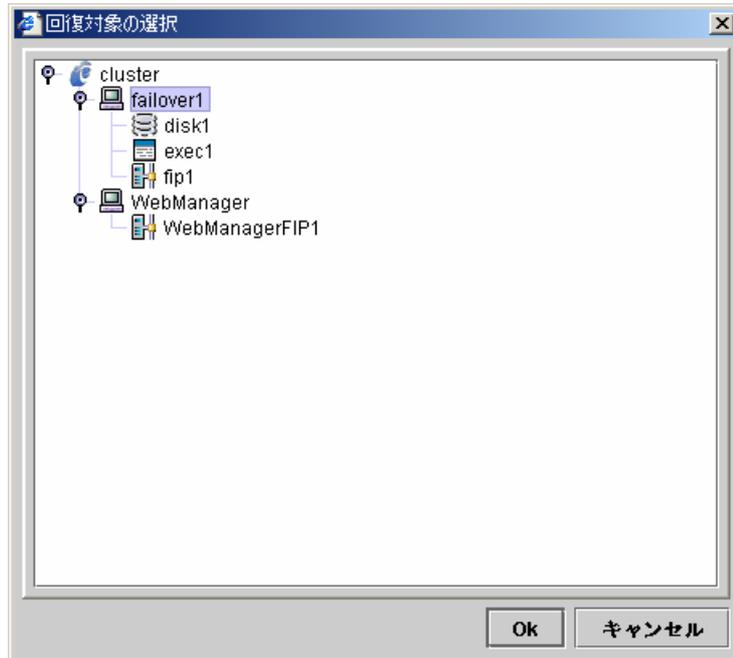 回復対象の選択
cluster
failover1
disk1
exec1
fip1
WebManager
WebManagerFIP1
Ok キャンセル